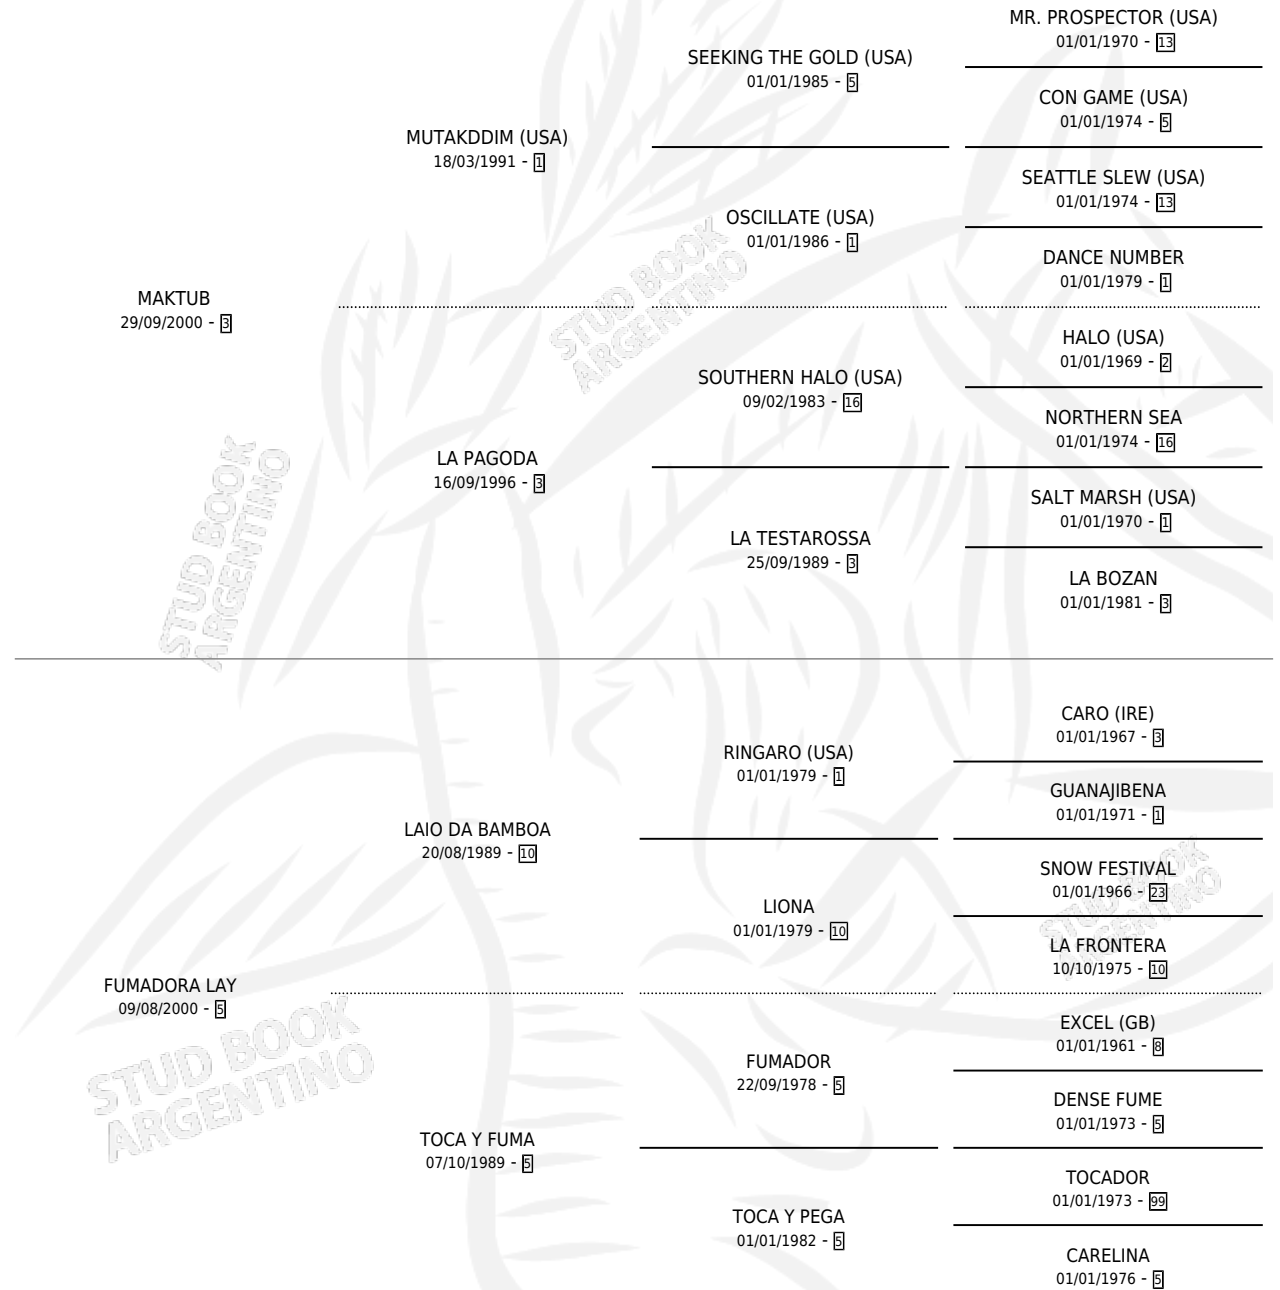 MAKTUB
29/09/2000 - 3
MUTAKDDIM (USA)
18/03/1991 - 1
SEEKING THE GOLD (USA)
01/01/1985 - 5
MR. PROSPECTOR (USA)
01/01/1970 - 13
CON GAME (USA)
01/01/1974 - 5
OSCILLATE (USA)
01/01/1986 - 1
SEATTLE SLEW (USA)
01/01/1974 - 13
DANCE NUMBER
01/01/1979 - 1
LA PAGODA
16/09/1996 - 3
SOUTHERN HALO (USA)
09/02/1983 - 16
HALO (USA)
01/01/1969 - 2
NORTHERN SEA
01/01/1974 - 16
LA TESTAROSSA
25/09/1989 - 3
SALT MARSH (USA)
01/01/1970 - 1
LA BOZAN
01/01/1981 - 3
FUMADORA LAY
09/08/2000 - 5
LAIO DA BAMBOA
20/08/1989 - 10
RINGARO (USA)
01/01/1979 - 1
CARO (IRE)
01/01/1967 - 3
GUANAJIBENA
01/01/1971 - 1
LIONA
01/01/1979 - 10
SNOW FESTIVAL
01/01/1966 - 23
LA FRONTERA
10/10/1975 - 10
TOCA Y FUMA
07/10/1989 - 5
FUMADOR
22/09/1978 - 5
EXCEL (GB)
01/01/1961 - 8
DENSE FUME
01/01/1973 - 5
TOCA Y PEGA
01/01/1982 - 5
TOCADOR
01/01/1973 - 99
CARELINA
01/01/1976 - 5
STUD BOOK
ARGENTINO
STUD BOOK
ARGENTINO
STUD BOOK
ARGENTINO
STUD BOOK
ARGENTINO